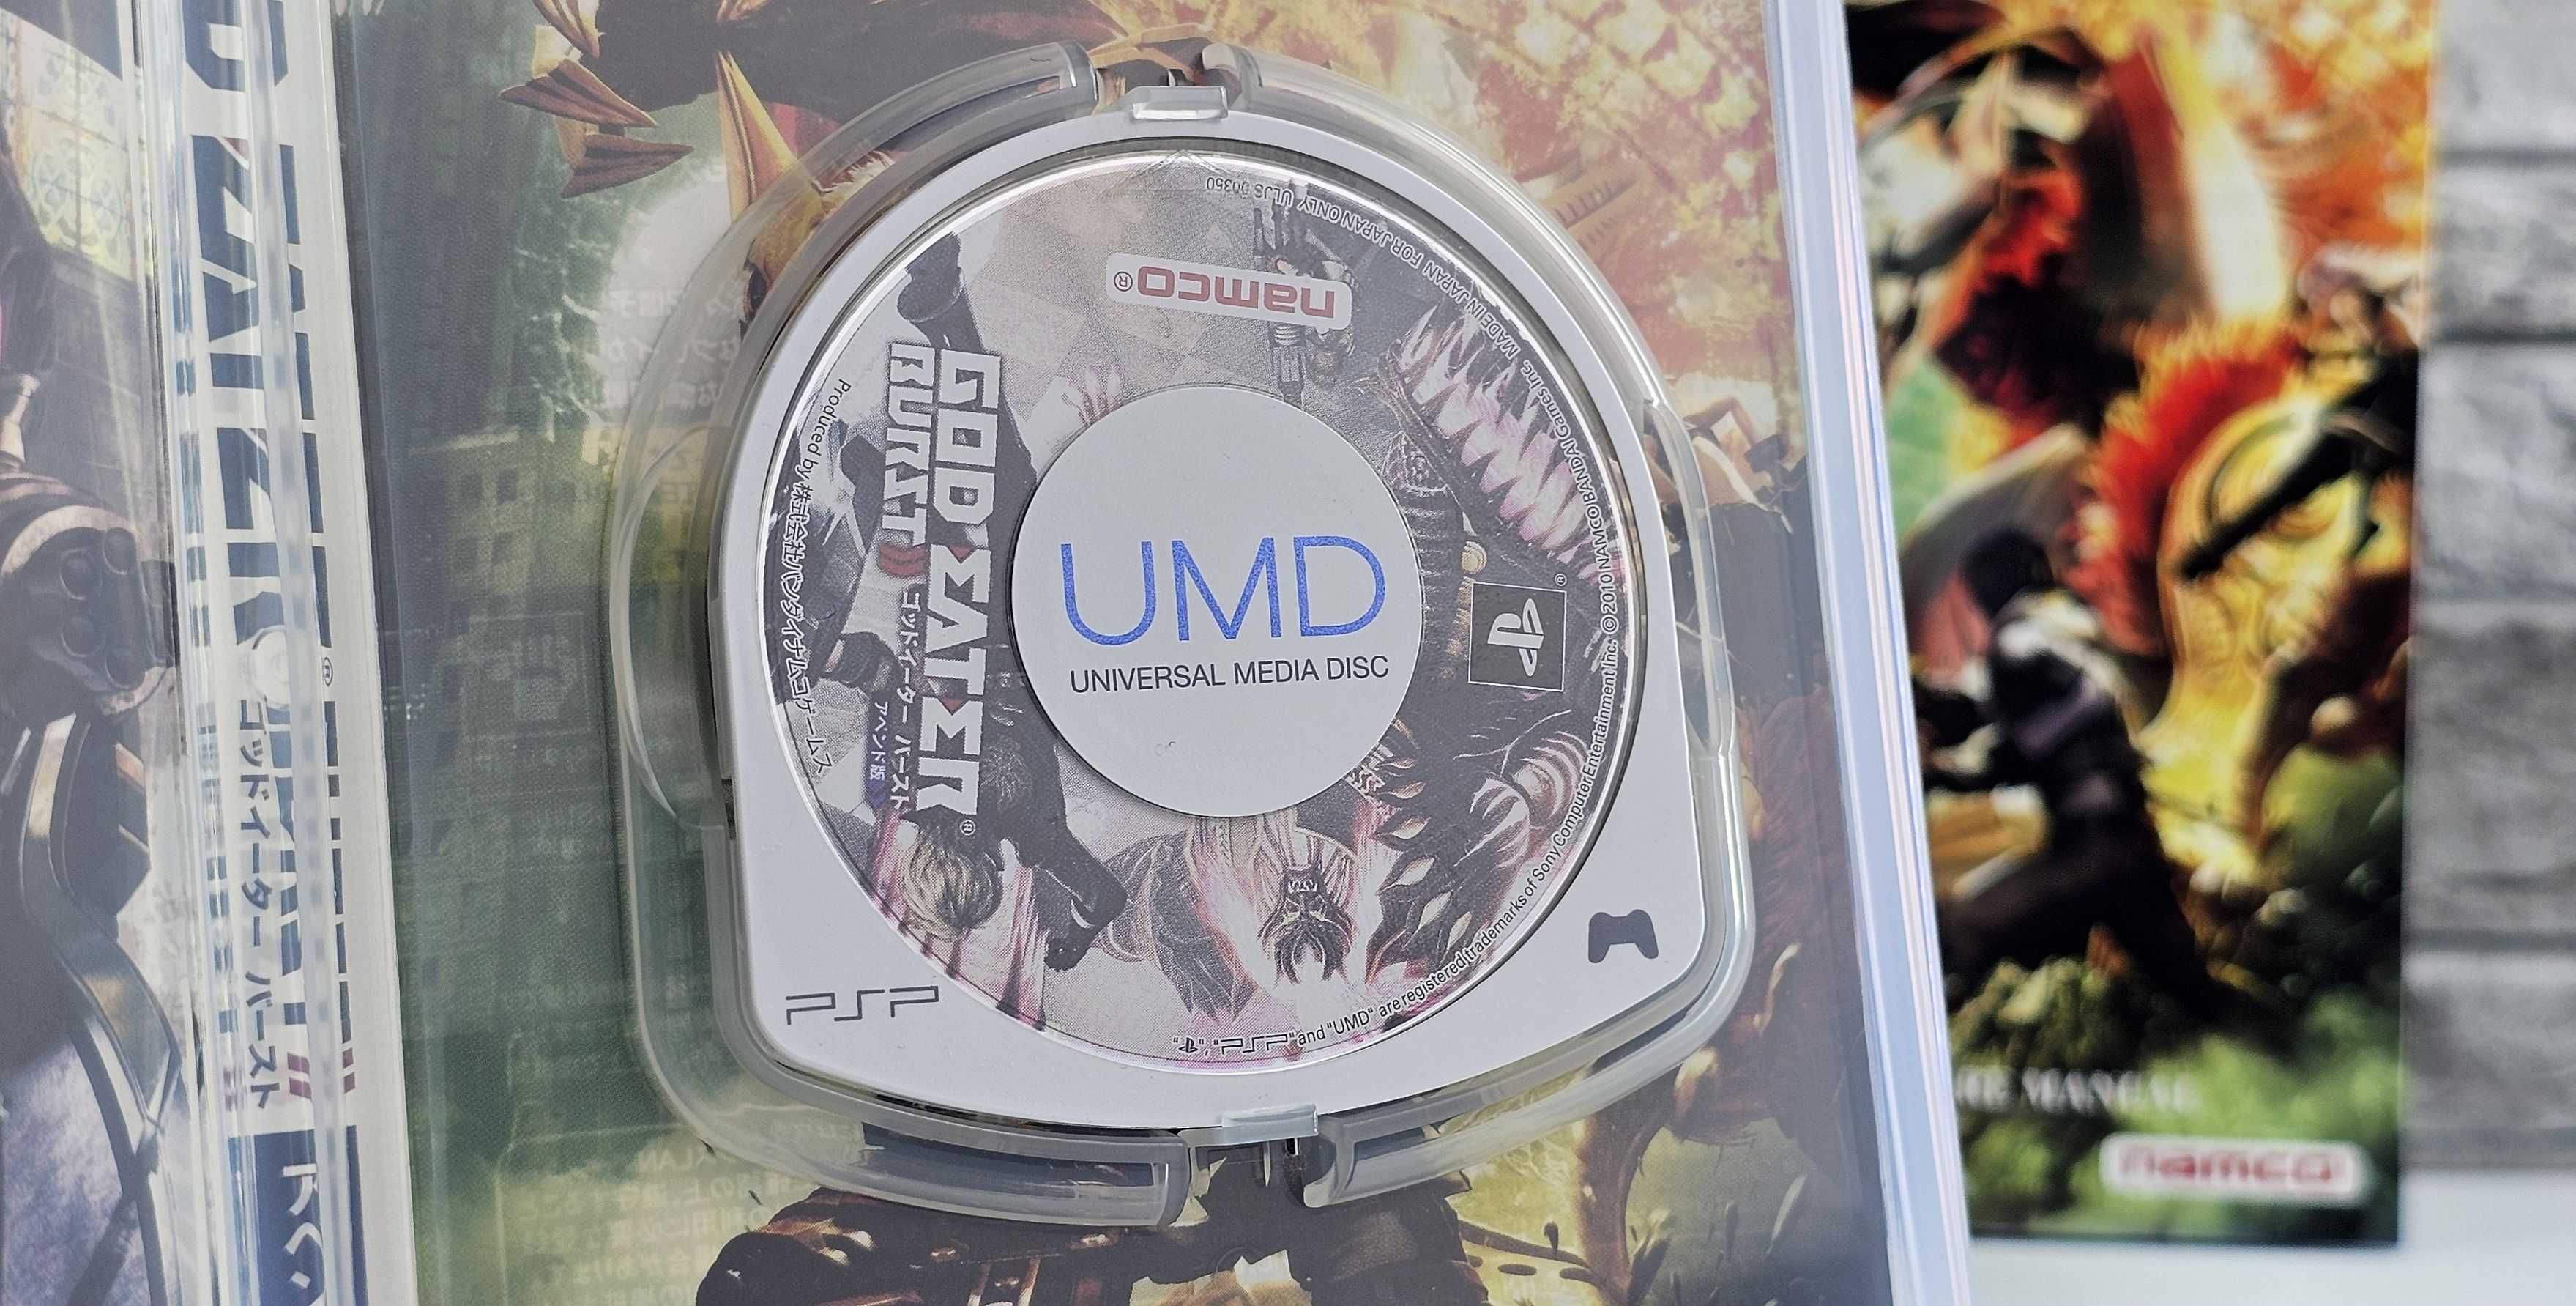 namco®
MADE IN JAPAN FOR JAPAN ONLY ULJS 00350
GOD EATER®
BURST
ゴッドイーター バースト
アペンド版
Produced by 株式会社バンダイナムコゲームス
UMD
UNIVERSAL MEDIA DISC
®
©2010 NAMCO BANDAI Games Inc.
"PSP" and "UMD" are registered trademarks of Sony Computer Entertainment Inc.
PSP
ゴッドイーター バースト
namco
MANUAL